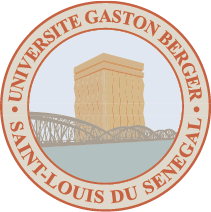 UNIVERSITE GASTON BERGER
SAINT-LOUIS DU SENEGAL